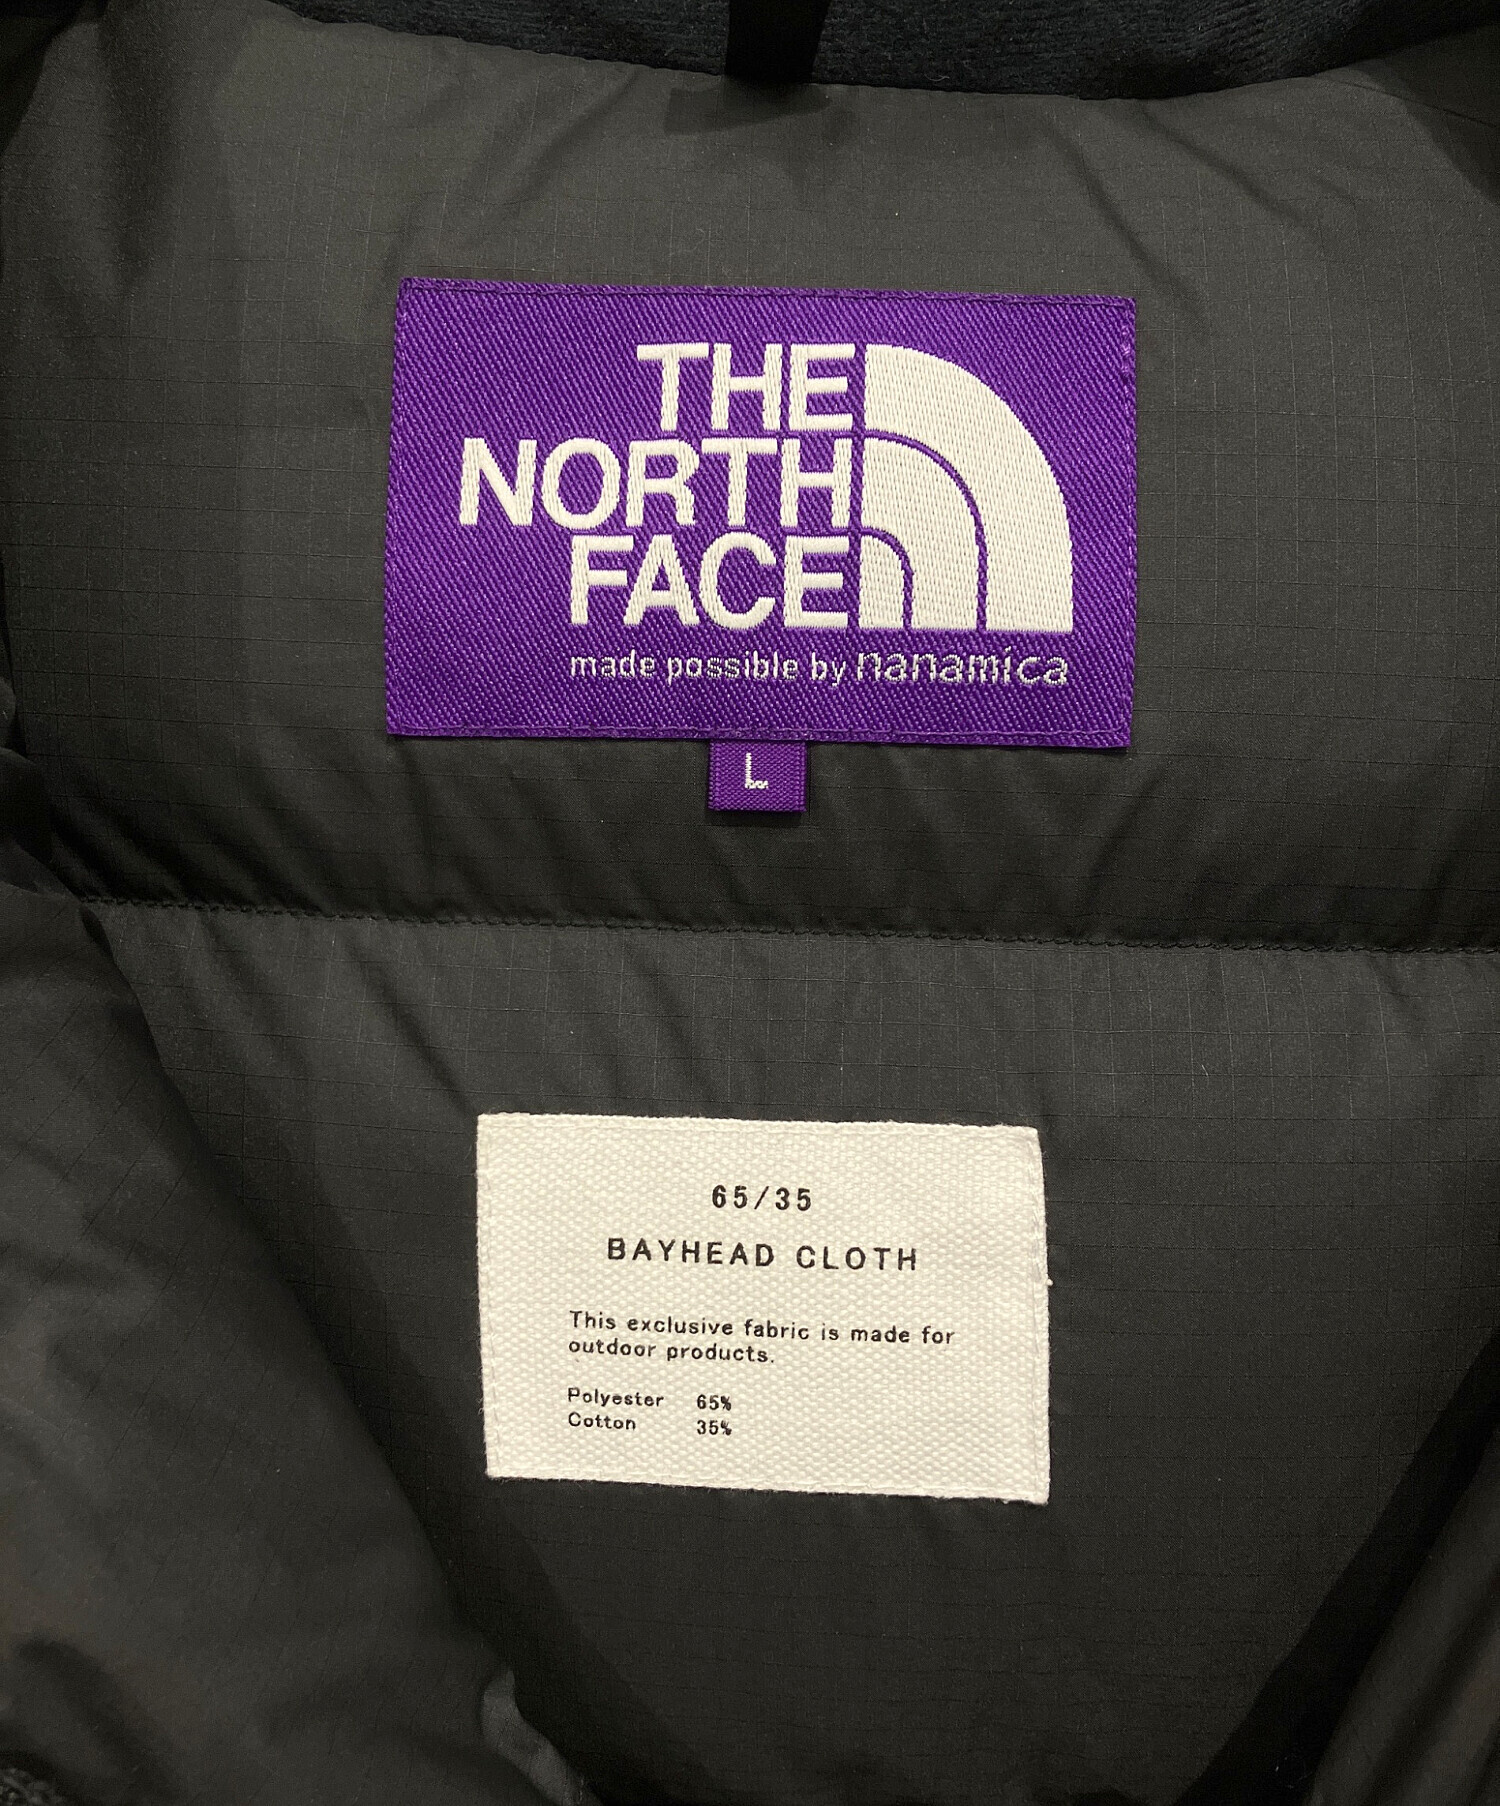 THE
NORTH
FACE
made possible by nanamica
L
65/35
BAYHEAD CLOTH
This exclusive fabric is made for
outdoor products.
Polyester 65%
Cotton 35%